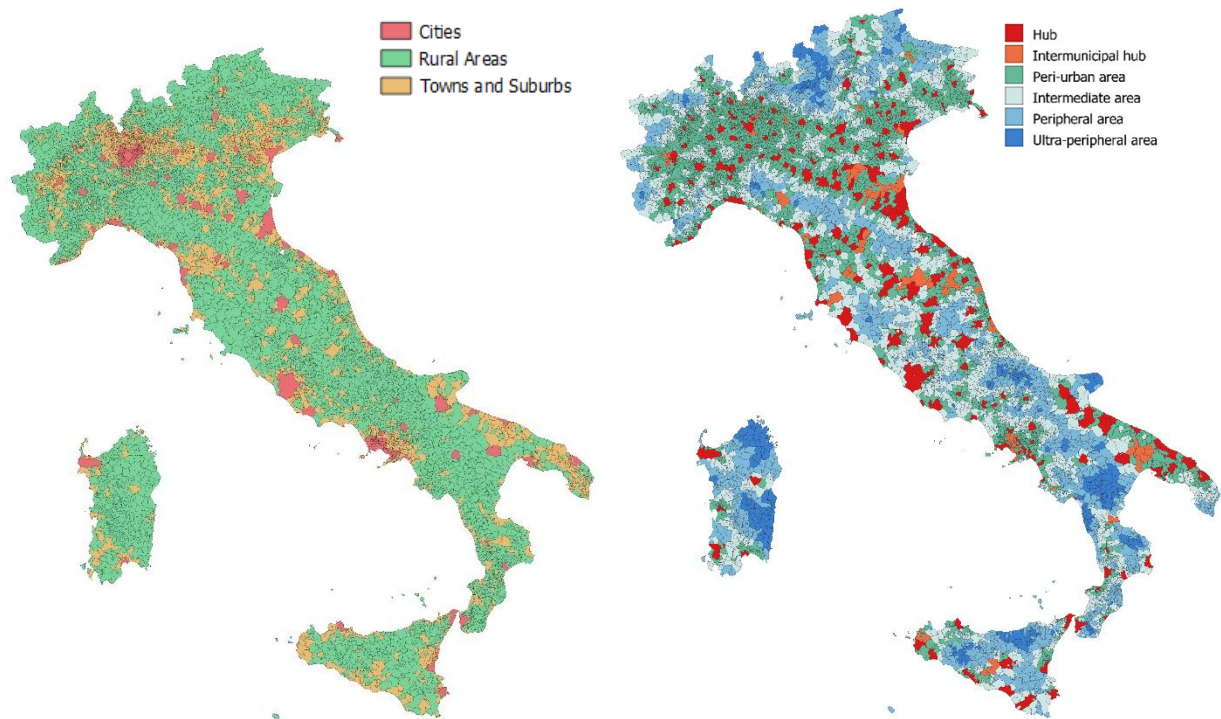 Cities
Rural Areas
Towns and Suburbs
Hub
Intermunicipal hub
Peri-urban area
Intermediate area
Peripheral area
Ultra-peripheral area